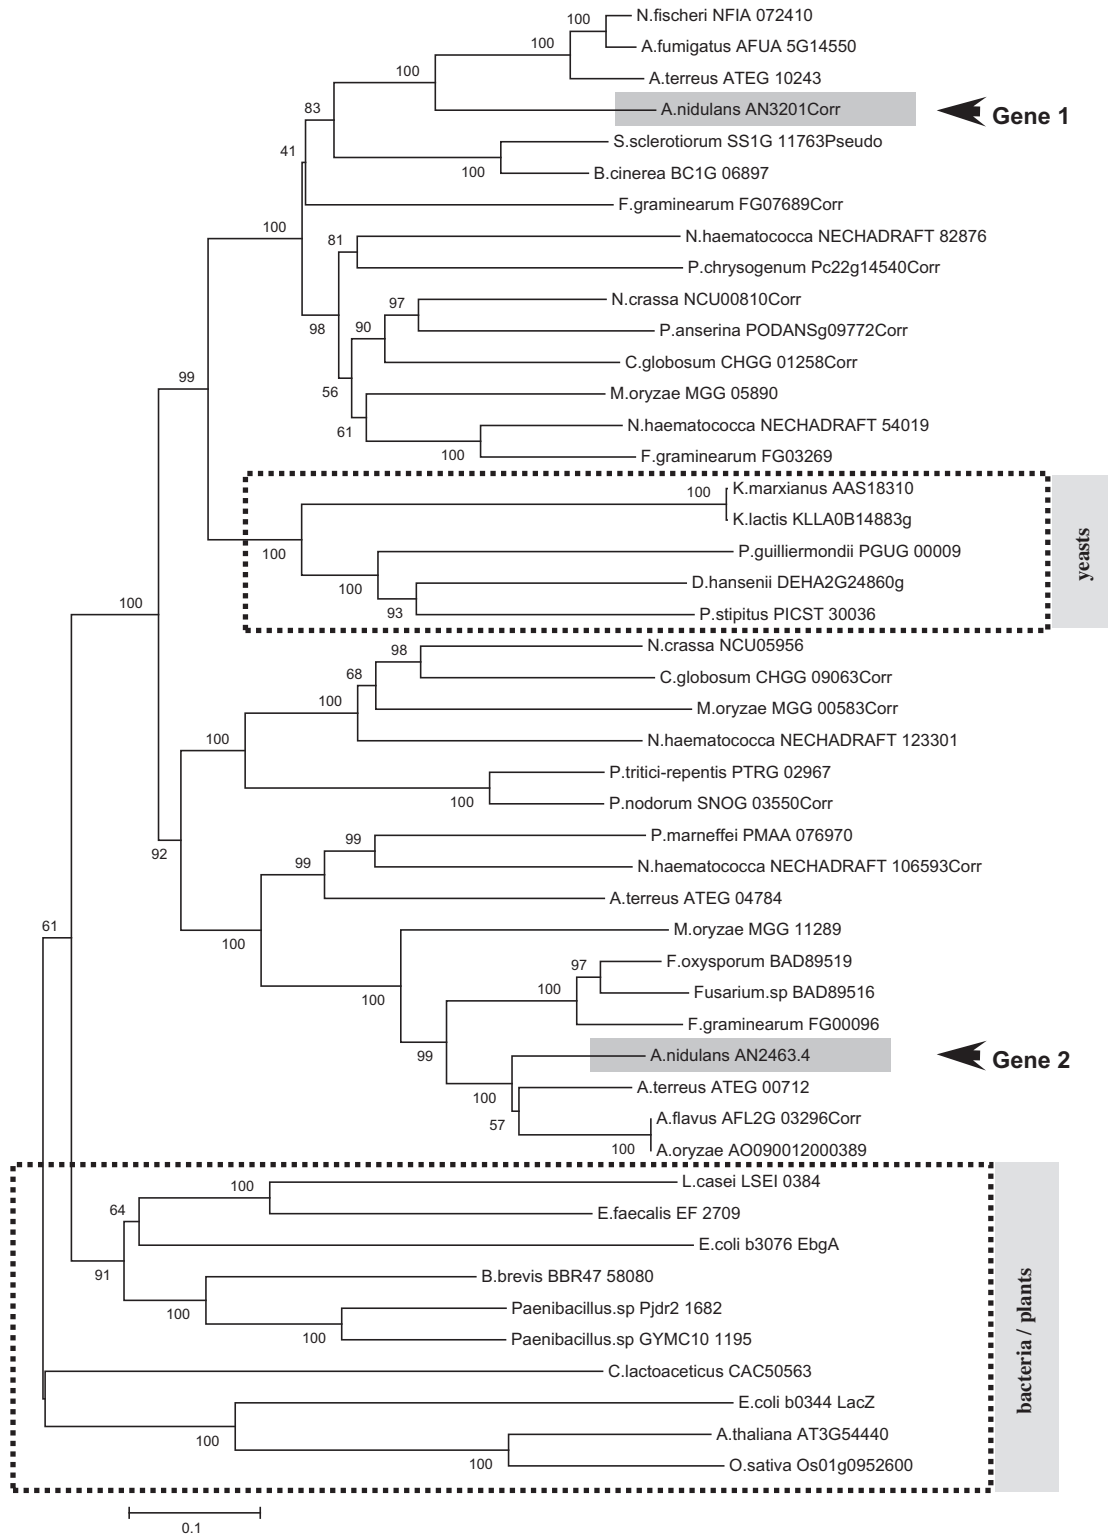 100
N.fischeri NFIA 072410
100
A.fumigatus AFUA 5G14550
100
A.terreus ATEG 10243
83
A.nidulans AN3201Corr
Gene 1
S.sclerotiorum SS1G 11763Pseudo
41
100
B.cinerea BC1G 06897
F.graminearum FG07689Corr
100
81
N.haematococca NECHADRAFT 82876
P.chrysogenum Pc22g14540Corr
97
N.crassa NCU00810Corr
98
90
P.anserina PODANSg09772Corr
C.globosum CHGG 01258Corr
99
56
M.oryzae MGG 05890
61
N.haematococca NECHADRAFT 54019
100
F.graminearum FG03269
100
K.marxianus AAS18310
K.lactis KLLA0B14883g
100
P.guilliermondii PGUG 00009
yeasts
100
D.hansenii DEHA2G24860g
100
93
P.stipitus PICST 30036
98
N.crassa NCU05956
68
C.globosum CHGG 09063Corr
100
M.oryzae MGG 00583Corr
100
N.haematococca NECHADRAFT 123301
P.tritici-repentis PTRG 02967
100
P.nodorum SNOG 03550Corr
99
P.marneffei PMAA 076970
92
99
N.haematococca NECHADRAFT 106593Corr
A.terreus ATEG 04784
61
100
M.oryzae MGG 11289
97
F.oxysporum BAD89519
100
100
Fusarium.sp BAD89516
F.graminearum FG00096
99
A.nidulans AN2463.4
Gene 2
100
A.terreus ATEG 00712
57
A.flavus AFL2G 03296Corr
100
A.oryzae AO090012000389
100
L.casei LSEI 0384
64
E.faecalis EF 2709
E.coli b3076 EbgA
91
B.brevis BBR47 58080
100
Paenibacillus.sp Pjdr2 1682
100
Paenibacillus.sp GYMC10 1195
bacteria / plants
C.lactoaceticus CAC50563
E.coli b0344 LacZ
100
A.thaliana AT3G54440
100
O.sativa Os01g0952600
0.1